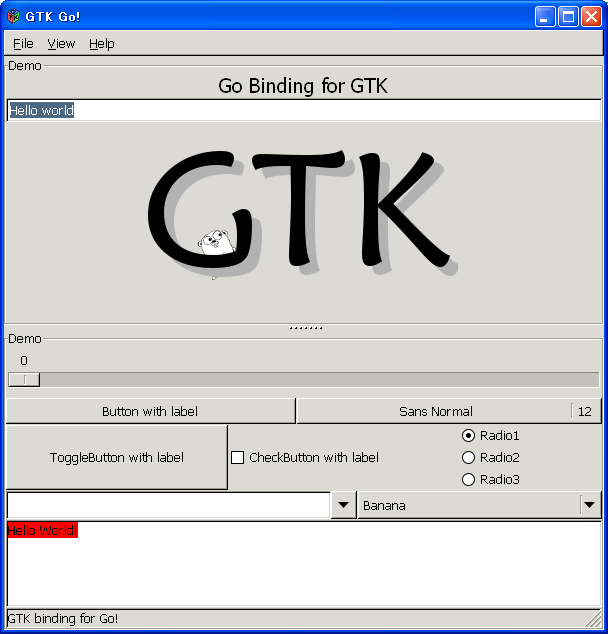 GTK Go!
File View Help
Demo
Go Binding for GTK
Hello world
GTK
Demo
0
Button with label Sans Normal 12
ToggleButton with label CheckButton with label Radio1
Radio2
Radio3
Banana
Hello World!
GTK binding for Go!